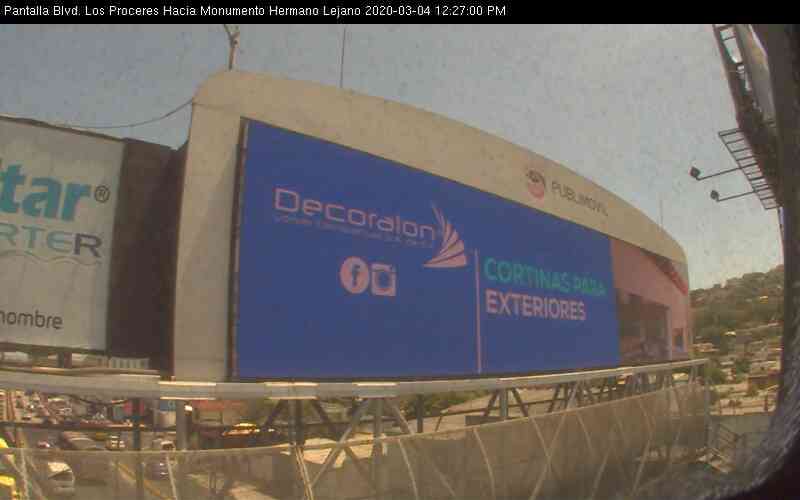 Pantalla Blvd. Los Proceres Hacia Monumento Hermano Lejano 2020-03-04 12:27:00 PM
PUBLIMOVIL
tar®
RTER
nombre
Decoralon
CORTINAS PARA
EXTERIORES